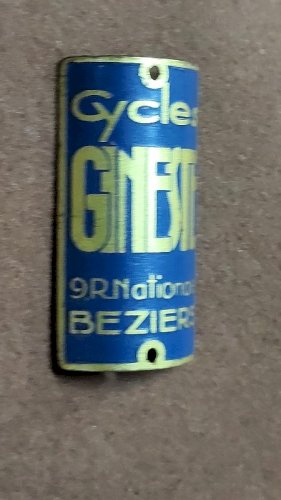 Cycles
GINEST
9,R.Nationa
BEZIERS